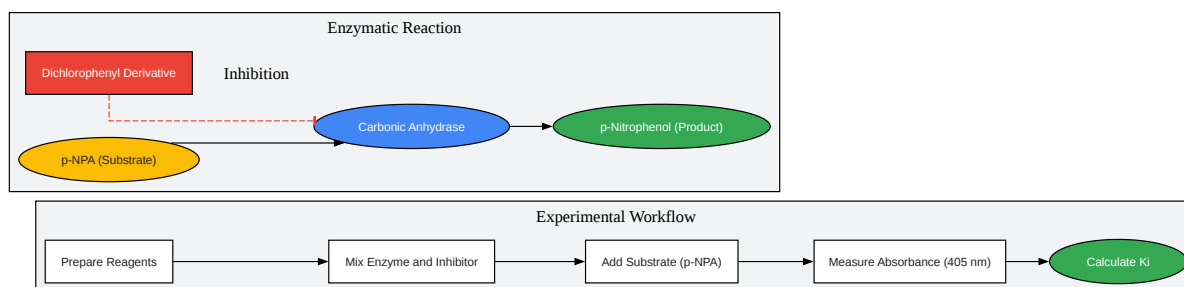 Enzymatic Reaction
Dichlorophenyl Derivative
Inhibition
Carbonic Anhydrase
p-Nitrophenol (Product)
p-NPA (Substrate)
Experimental Workflow
Prepare Reagents
Mix Enzyme and Inhibitor
Add Substrate (p-NPA)
Measure Absorbance (405 nm)
Calculate Ki